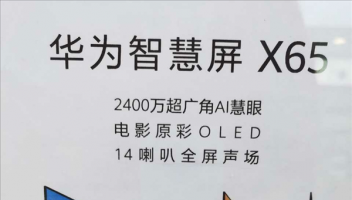 华为智慧屏 X65
2400万超广角AI慧眼
电影原彩OLED
14喇叭全屏声场